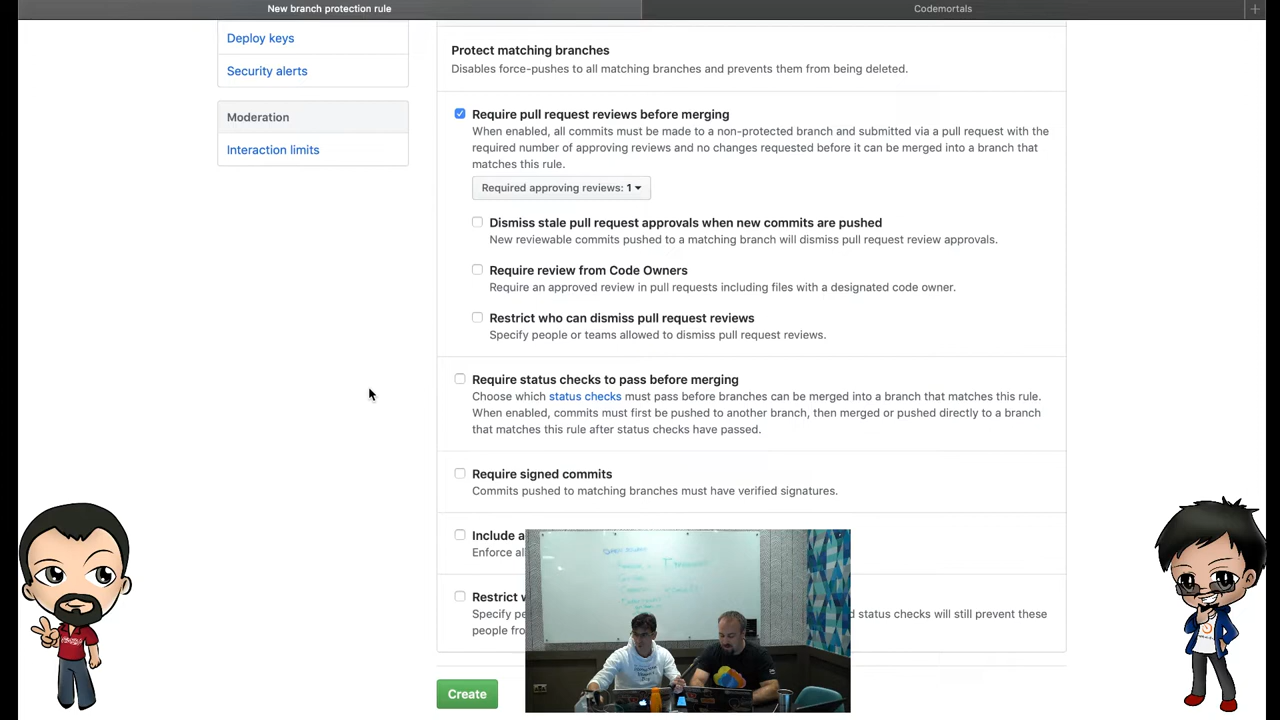 New branch protection rule
Codemortals
Deploy keys
Security alerts
Moderation
Interaction limits
Protect matching branches
Disables force-pushes to all matching branches and prevents them from being deleted.
Require pull request reviews before merging
When enabled, all commits must be made to a non-protected branch and submitted via a pull request with the
required number of approving reviews and no changes requested before it can be merged into a branch that
matches this rule.
Required approving reviews: 1
Dismiss stale pull request approvals when new commits are pushed
New reviewable commits pushed to a matching branch will dismiss pull request review approvals.
Require review from Code Owners
Require an approved review in pull requests including files with a designated code owner.
Restrict who can dismiss pull request reviews
Specify people or teams allowed to dismiss pull request reviews.
Require status checks to pass before merging
Choose which status checks must pass before branches can be merged into a branch that matches this rule.
When enabled, commits must first be pushed to another branch, then merged or pushed directly to a branch
that matches this rule after status checks have passed.
Require signed commits
Commits pushed to matching branches must have verified signatures.
Include a
Enforce al
Restrict w
Specify pe
d status checks will still prevent these
people fro
Create